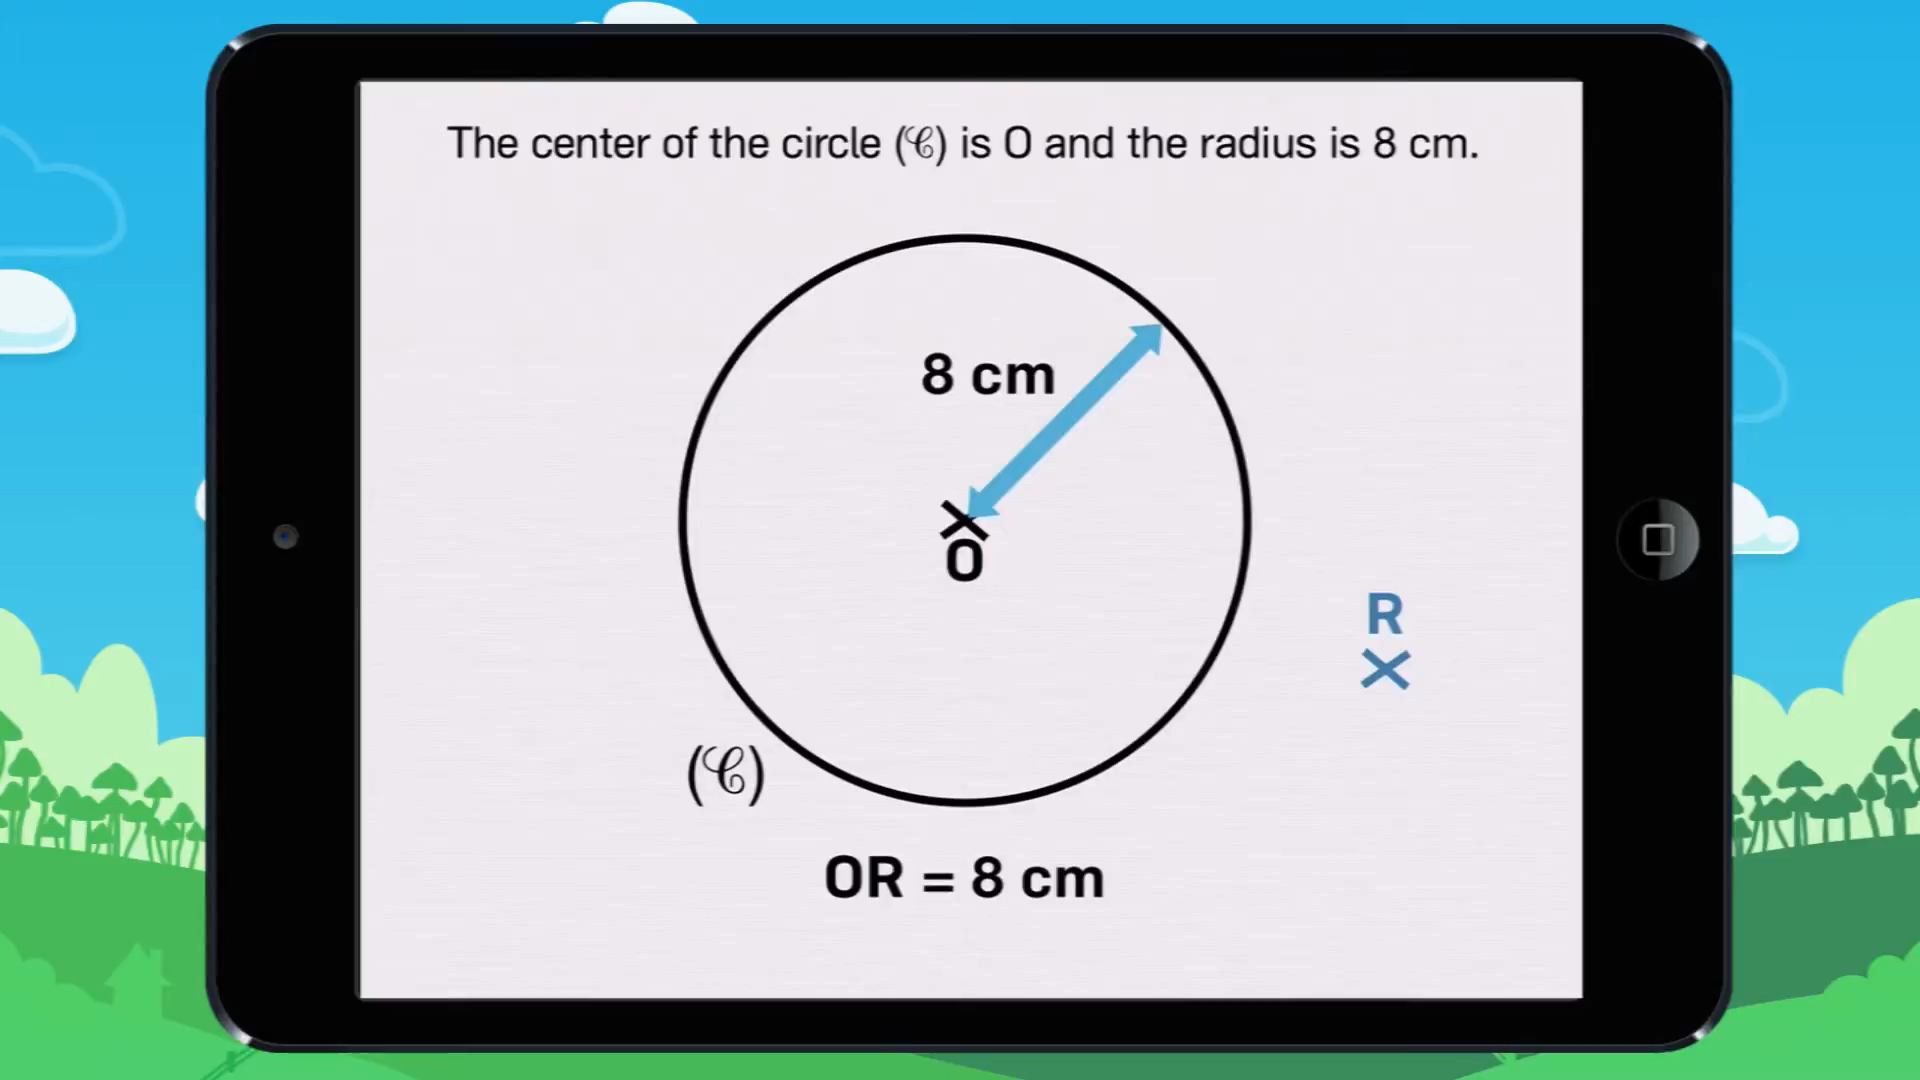 The center of the circle (𝒞) is O and the radius is 8 cm.
8 cm
O
R
(𝒞)
OR = 8 cm